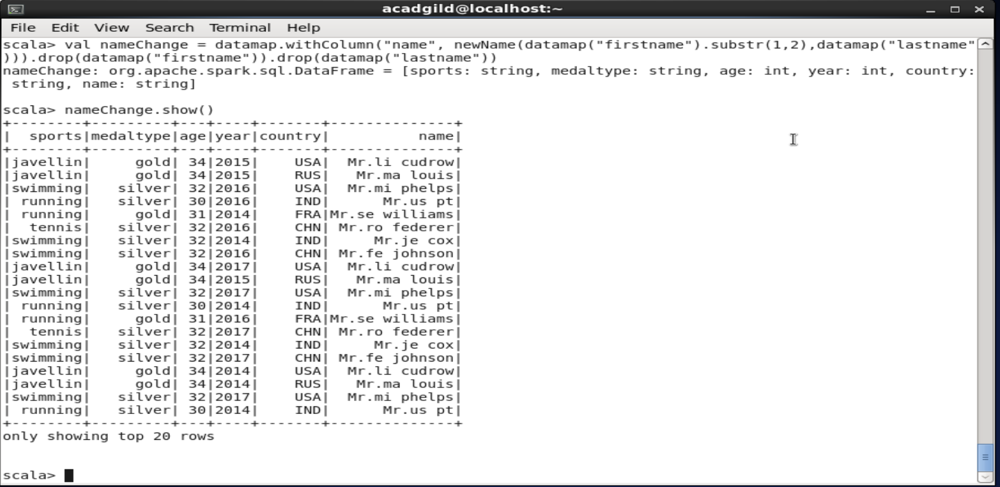 acadgild@localhost:~
File Edit View Search Terminal Help
scala> val nameChange = datamap.withColumn("name", newName(datamap("firstname").substr(1,2),datamap("lastname"
))).drop(datamap("firstname")).drop(datamap("lastname"))
nameChange: org.apache.spark.sql.DataFrame = [sports: string, medaltype: string, age: int, year: int, country:
 string, name: string]
scala> nameChange.show()
+--------+---------+---+----+-------+--------------+
|  sports|medaltype|age|year|country|          name|
+--------+---------+---+----+-------+--------------+
|javellin|     gold| 34|2015|    USA|  Mr.li cudrow|
|javellin|     gold| 34|2015|    RUS|   Mr.ma louis|
|swimming|   silver| 32|2016|    USA|  Mr.mi phelps|
| running|   silver| 30|2016|    IND|      Mr.us pt|
| running|     gold| 31|2014|    FRA|Mr.se williams|
|  tennis|   silver| 32|2016|    CHN| Mr.ro federer|
|swimming|   silver| 32|2014|    IND|     Mr.je cox|
|swimming|   silver| 32|2016|    CHN| Mr.fe johnson|
|javellin|     gold| 34|2017|    USA|  Mr.li cudrow|
|javellin|     gold| 34|2015|    RUS|   Mr.ma louis|
|swimming|   silver| 32|2017|    USA|  Mr.mi phelps|
| running|   silver| 30|2014|    IND|      Mr.us pt|
| running|     gold| 31|2016|    FRA|Mr.se williams|
|  tennis|   silver| 32|2017|    CHN| Mr.ro federer|
|swimming|   silver| 32|2014|    IND|     Mr.je cox|
|swimming|   silver| 32|2017|    CHN| Mr.fe johnson|
|javellin|     gold| 34|2014|    USA|  Mr.li cudrow|
|javellin|     gold| 34|2014|    RUS|   Mr.ma louis|
|swimming|   silver| 32|2017|    USA|  Mr.mi phelps|
| running|   silver| 30|2014|    IND|      Mr.us pt|
+--------+---------+---+----+-------+--------------+
only showing top 20 rows
scala>